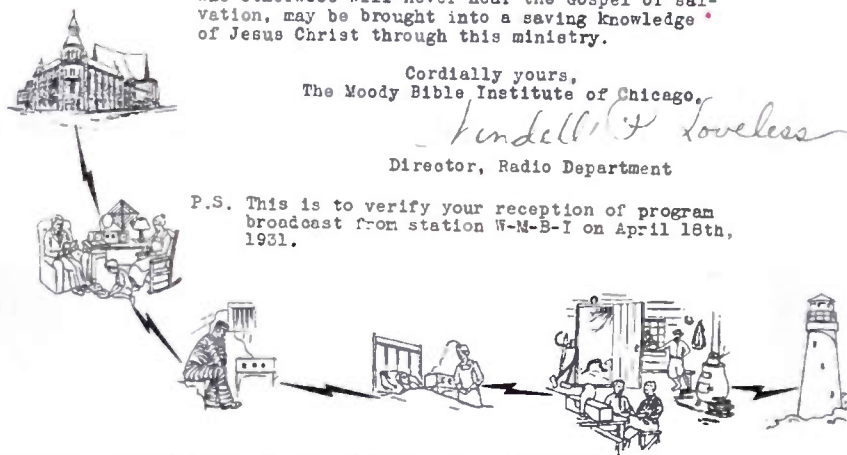 of Jesus Christ through this ministry.
vation, may be brought into a saving knowledge
Cordially yours,
The Moody Bible Institute of Chicago,
Wendell P Loveless
Director, Radio Department
P.S. This is to verify your reception of program
broadcast from station W-M-B-I on April 18th,
1931.